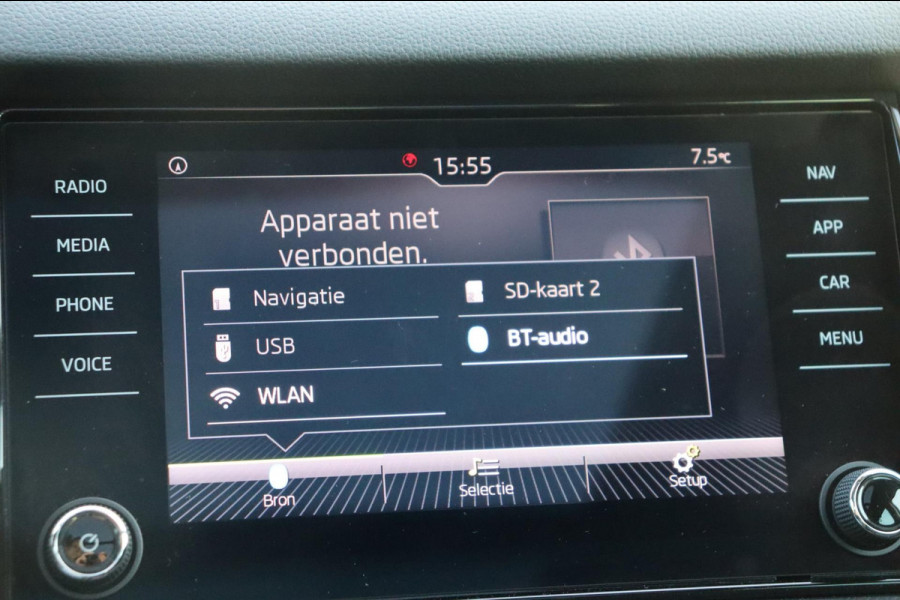 15:55
7.5°C
RADIO
MEDIA
PHONE
VOICE
Apparaat niet
verbonden.
Navigatie
SD-kaart 2
USB
BT-audio
WLAN
Bron
Selectie
Setup
NAV
APP
CAR
MENU